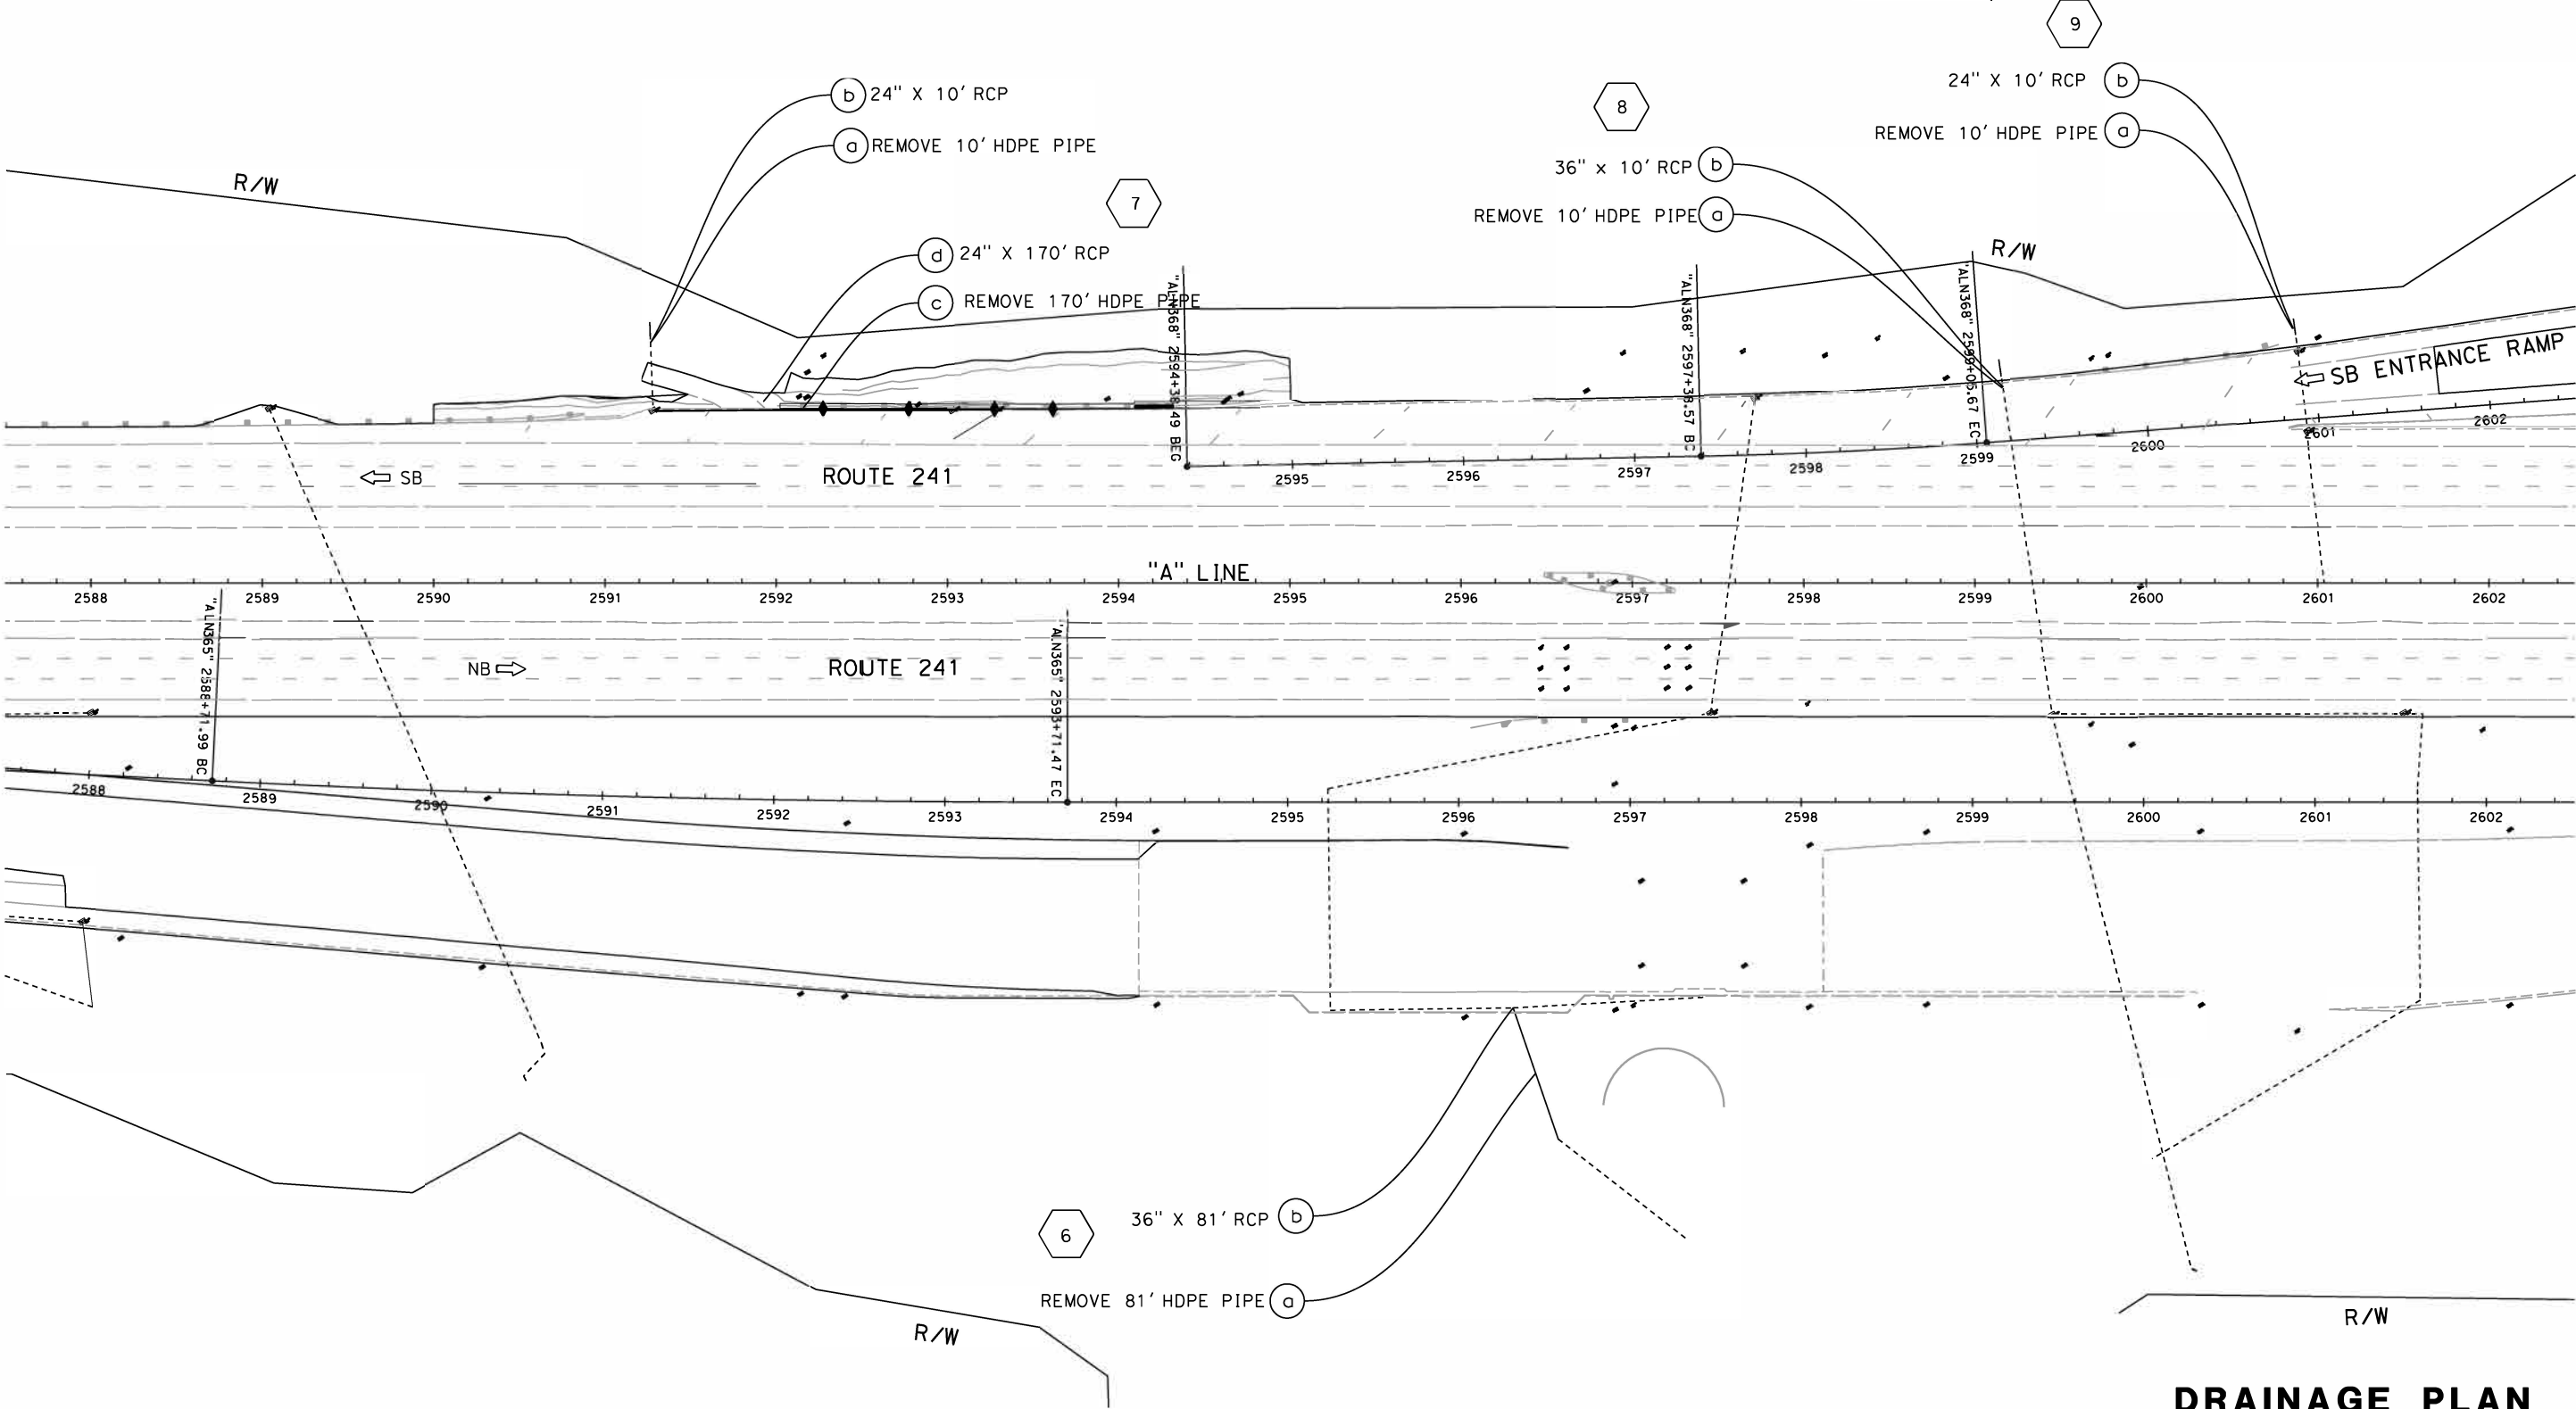 9
b 24" X 10' RCP
24" X 10' RCP b
8
a REMOVE 10' HDPE PIPE
REMOVE 10' HDPE PIPE a
36" x 10' RCP b
R/W
7
REMOVE 10' HDPE PIPE a
d 24" X 170' RCP
R/W
c REMOVE 170' HDPE PIPE
"ALN368" 2594+38.49 BEG
"ALN368" 2597+38.57 BC
"ALN368" 2599+05.67 EC
SB ENTRANCE RAMP
SB
ROUTE 241
2595 2596 2597 2598 2599 2600 2601 2602
"A" LINE
2588 2589 2590 2591 2592 2593 2594 2595 2596 2597 2598 2599 2600 2601 2602
"ALN365" 2588+71.99 BC
"ALN365" 2593+71.47 EC
NB
ROUTE 241
2588 2589 2590 2591 2592 2593 2594 2595 2596 2597 2598 2599 2600 2601 2602
6
36" X 81' RCP b
REMOVE 81' HDPE PIPE a
R/W
R/W
DRAINAGE PLAN